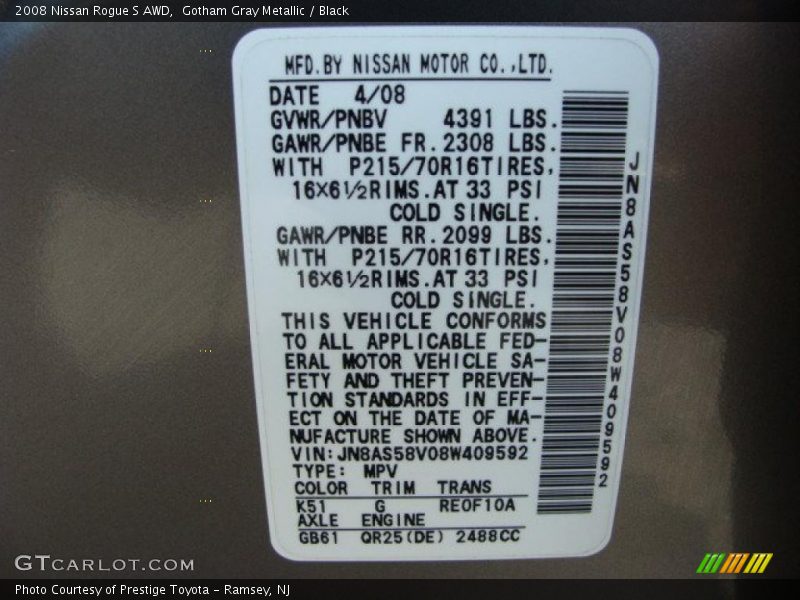 2008 Nissan Rogue S AWD,  Gotham Gray Metallic / Black
MFD.BY NISSAN MOTOR CO.,LTD.
DATE 4/08
GVWR/PNBV 4391 LBS.
GAWR/PNBE FR.2308 LBS.
WITH P215/70R16TIRES,
16X6½RIMS.AT 33 PSI
COLD SINGLE.
GAWR/PNBE RR.2099 LBS.
WITH P215/70R16TIRES,
16X6½RIMS.AT 33 PSI
COLD SINGLE.
THIS VEHICLE CONFORMS
TO ALL APPLICABLE FED-
ERAL MOTOR VEHICLE SA-
FETY AND THEFT PREVEN-
TION STANDARDS IN EFF-
ECT ON THE DATE OF MA-
NUFACTURE SHOWN ABOVE.
VIN:JN8AS58V08W409592
TYPE: MPV
COLOR TRIM TRANS
K51 G RE0F10A
AXLE ENGINE
GB61 QR25(DE) 2488CC
JN8AS58V08W409592
GTCARLOT.COM
Photo Courtesy of Prestige Toyota - Ramsey, NJ